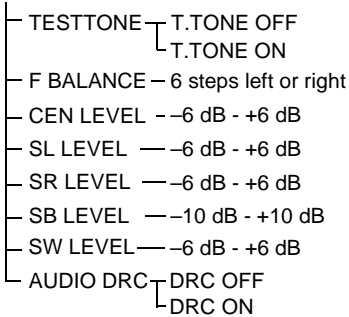 TESTTONE T.TONE OFF
T.TONE ON
F BALANCE 6 steps left or right
CEN LEVEL –6 dB - +6 dB
SL LEVEL –6 dB - +6 dB
SR LEVEL –6 dB - +6 dB
SB LEVEL –10 dB - +10 dB
SW LEVEL –6 dB - +6 dB
AUDIO DRC DRC OFF
DRC ON